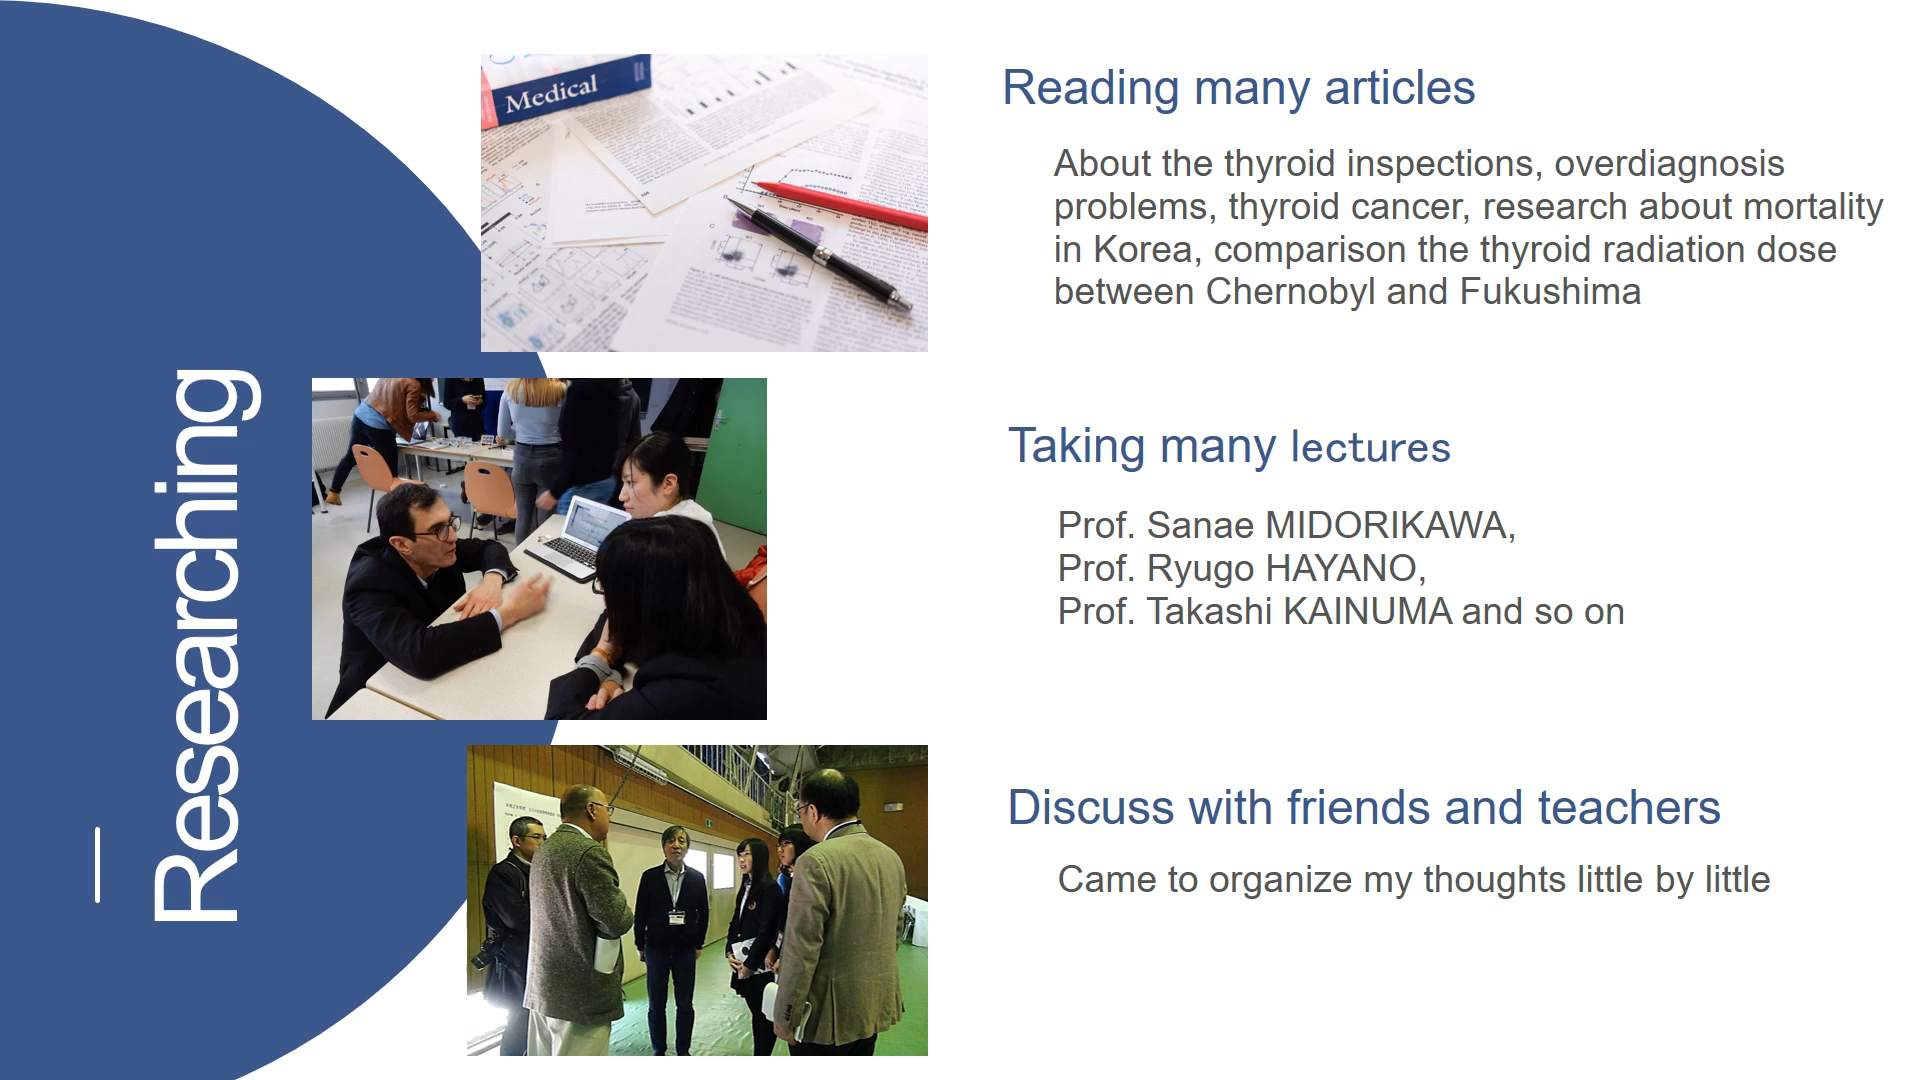 Researching
Medical
Reading many articles
About the thyroid inspections, overdiagnosis
problems, thyroid cancer, research about mortality
in Korea, comparison the thyroid radiation dose
between Chernobyl and Fukushima
Taking many lectures
Prof. Sanae MIDORIKAWA,
Prof. Ryugo HAYANO,
Prof. Takashi KAINUMA and so on
Discuss with friends and teachers
Came to organize my thoughts little by little